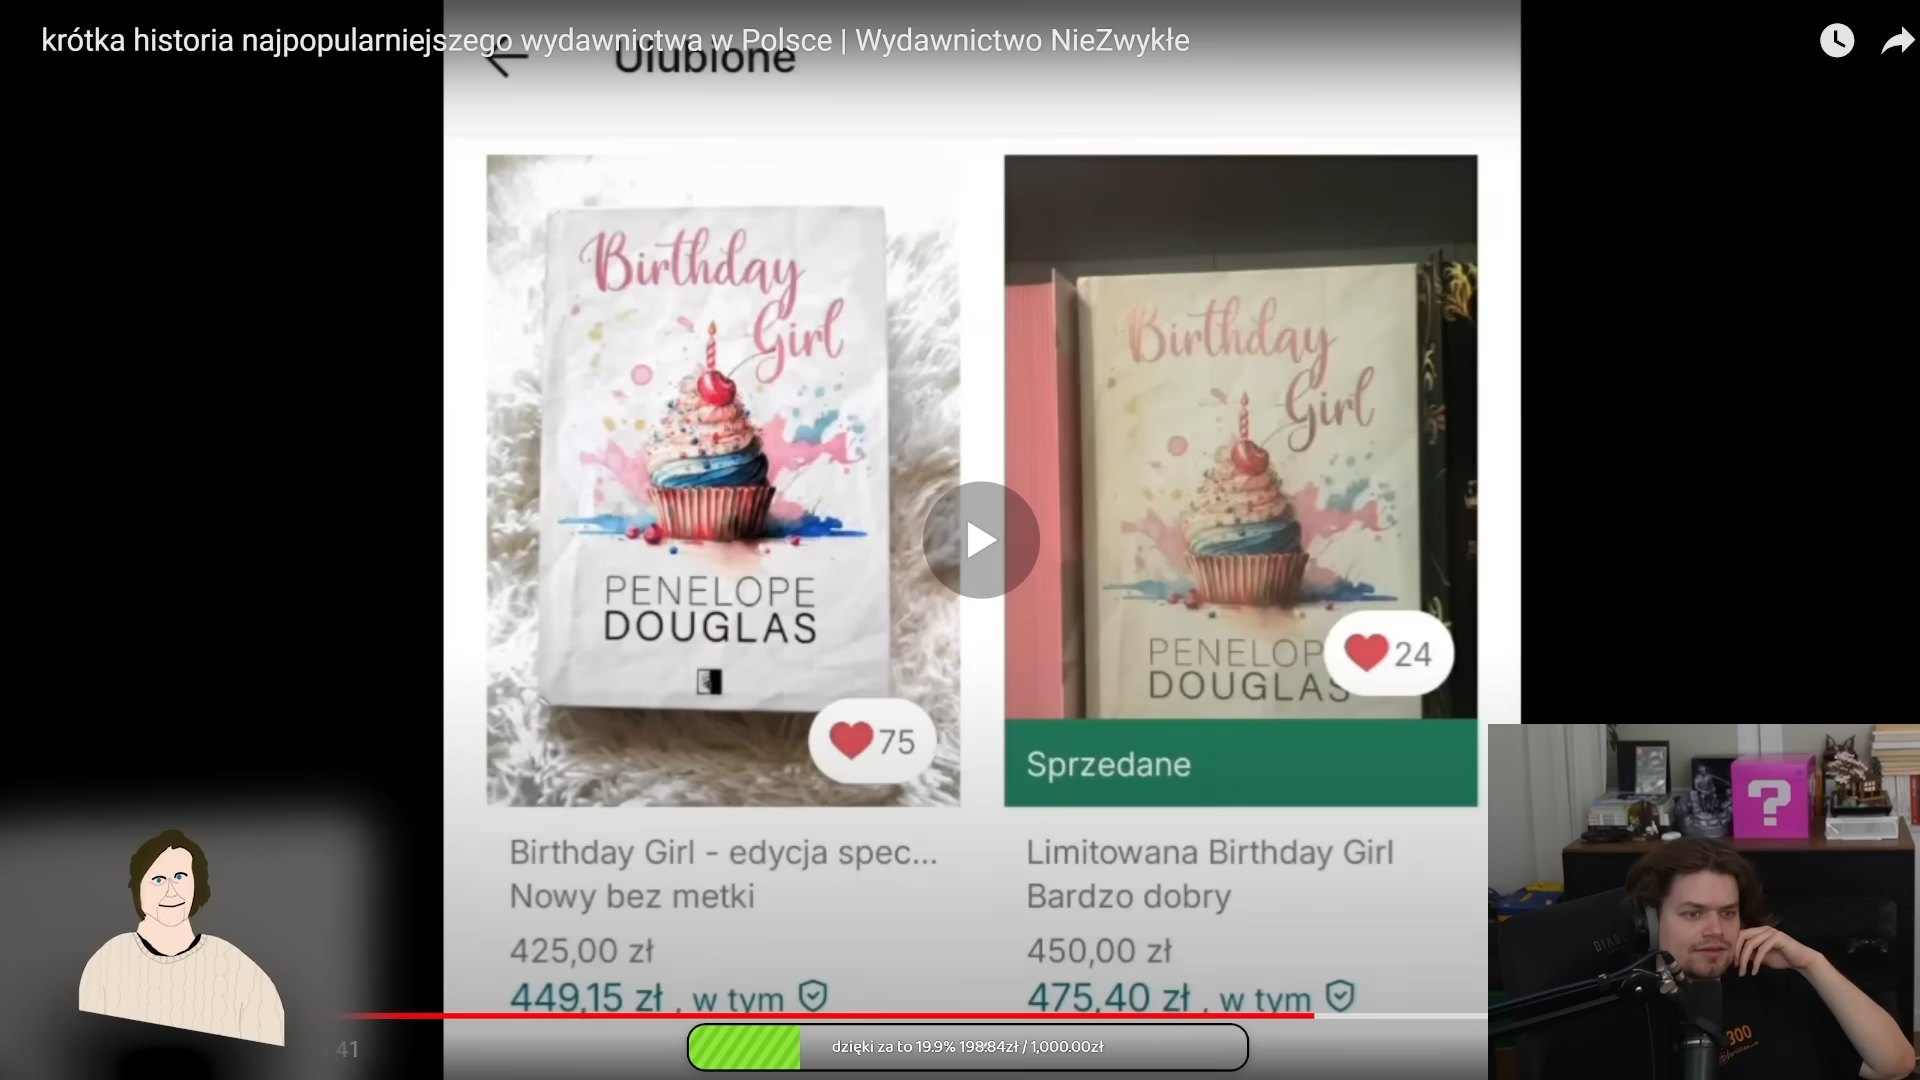 krótka historia najpopularniejszego wydawnictwa w Polsce | Wydawnictwo NieZwykłe
Ulubione
Birthday
Girl
PENELOPE
DOUGLAS
75
Birthday Girl - edycja spec...
Nowy bez metki
425,00 zł
449,15 zł , w tym
Birthday
Girl
PENELOP
DOUGLAS
24
Sprzedane
Limitowana Birthday Girl
Bardzo dobry
450,00 zł
475,40 zł , w tym
:41
dzięki za to 19.9% 198.84zł / 1,000.00zł
?
300